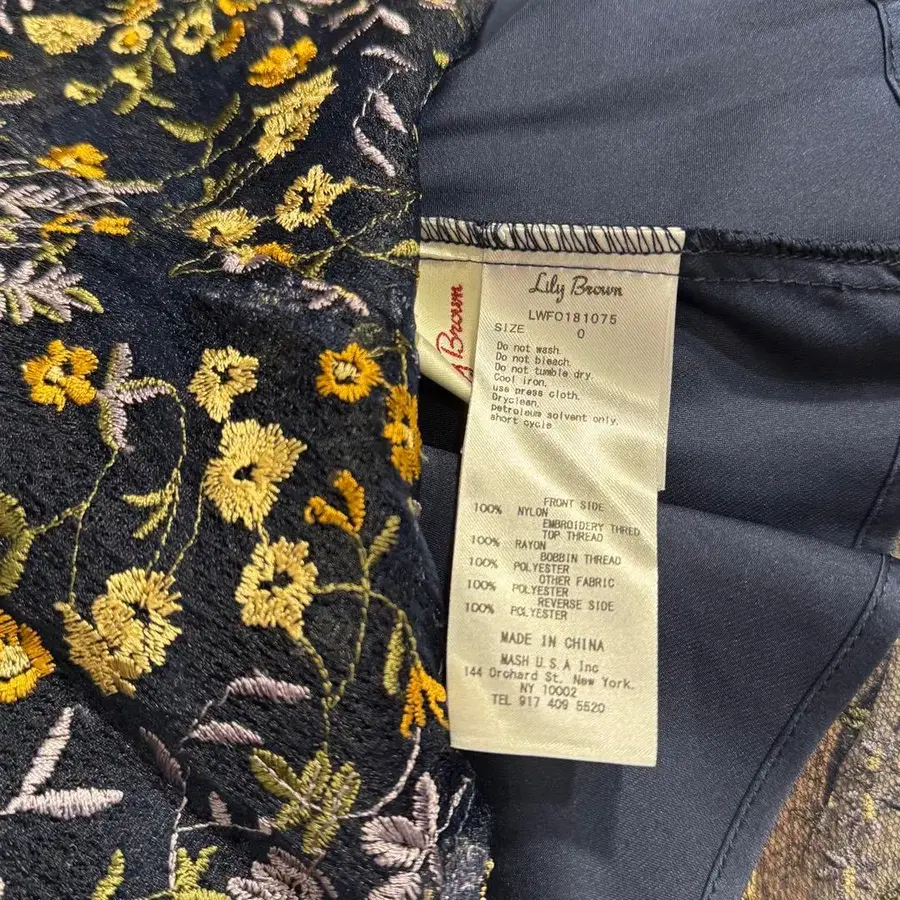 Lily Brown
Brown
LWFO181075
SIZE 0
Do not wash.
Do not bleach.
Do not tumble dry.
Cool iron.
use press cloth.
Dryclean.
petroleum solvent only.
short cycle
FRONT SIDE
100% NYLON
EMBROIDERY THRED
TOP THREAD
100% RAYON
BOBBIN THREAD
100% POLYESTER
OTHER FABRIC
100% POLYESTER
REVERSE SIDE
100% POLYESTER
MADE IN CHINA
MASH U.S.A Inc
144 Orchard St. New York.
NY 10002
TEL 917 409 5520